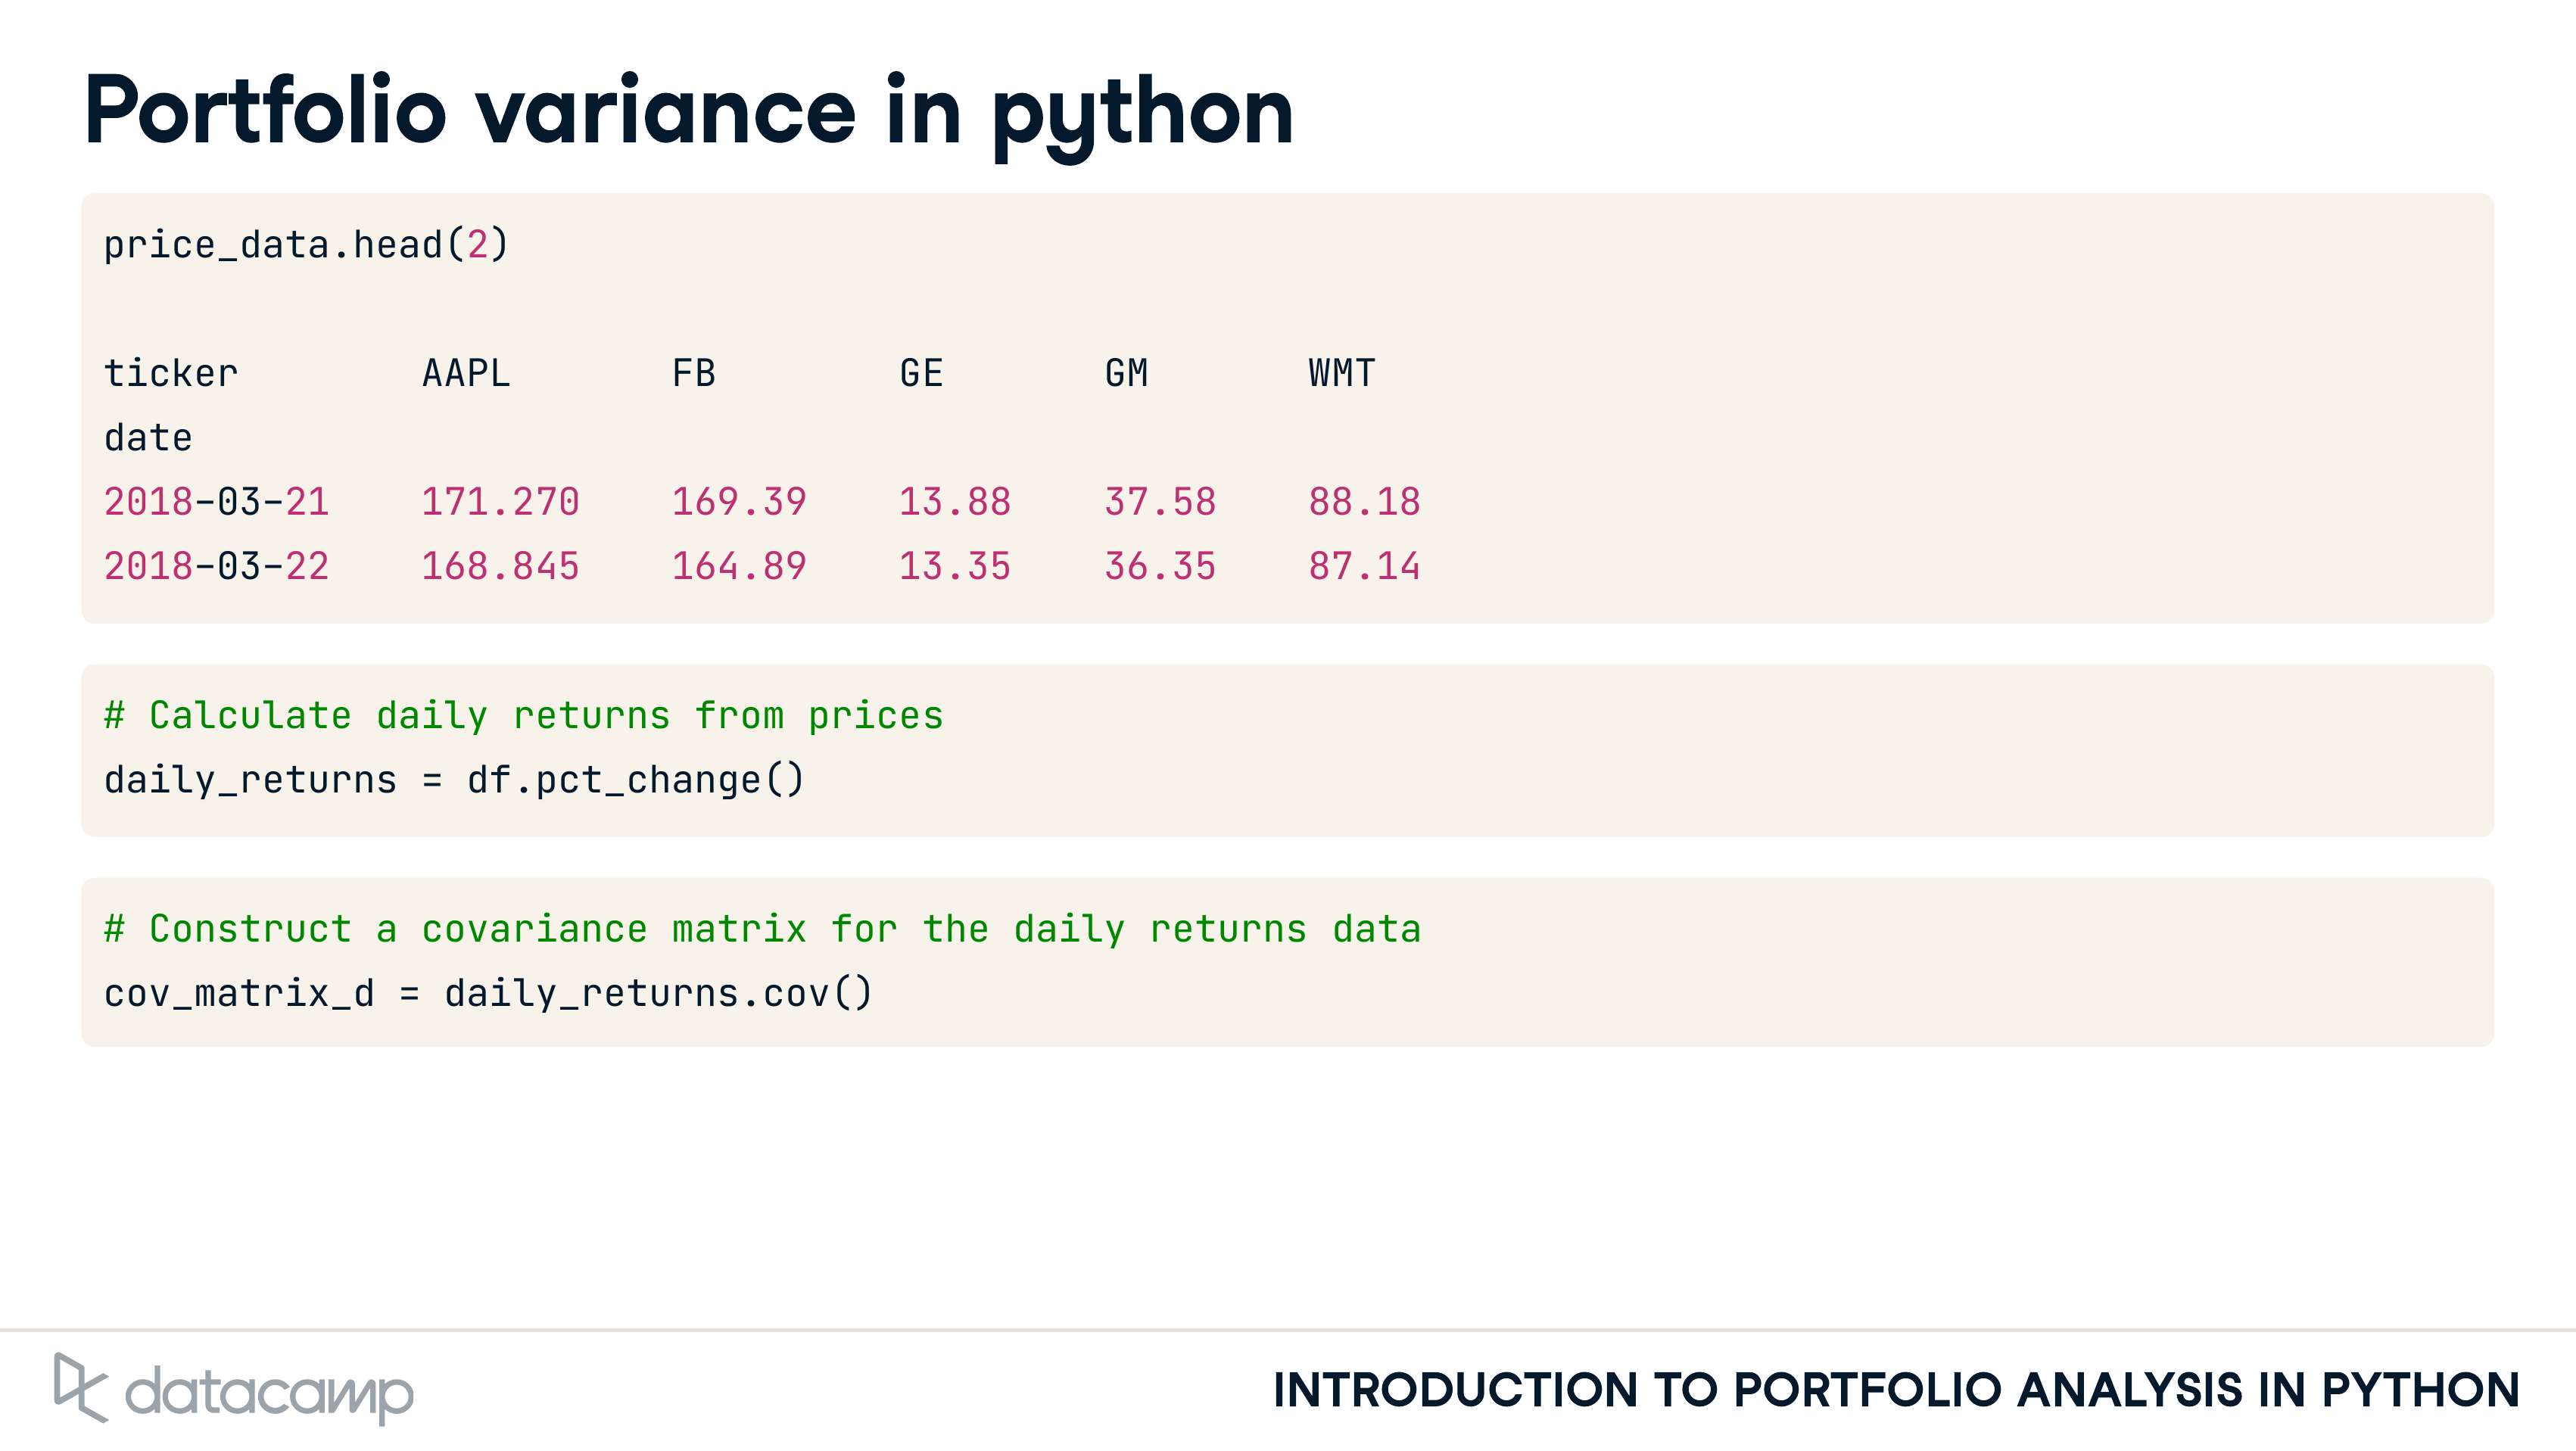 Portfolio variance in python
price_data.head(2)
ticker AAPL FB GE GM WMT
date
2018-03-21 171.270 169.39 13.88 37.58 88.18
2018-03-22 168.845 164.89 13.35 36.35 87.14
# Calculate daily returns from prices
daily_returns = df.pct_change()
# Construct a covariance matrix for the daily returns data
cov_matrix_d = daily_returns.cov()
datacamp
INTRODUCTION TO PORTFOLIO ANALYSIS IN PYTHON